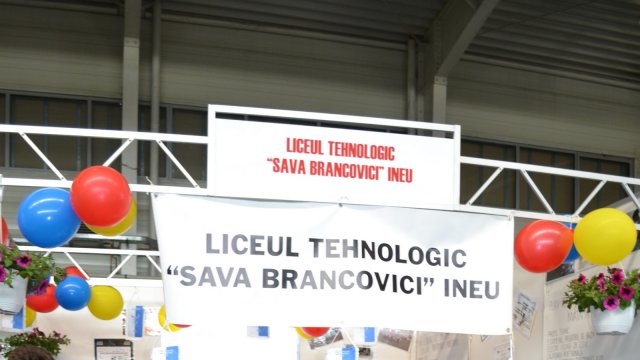 LICEUL TEHNOLOGIC
“SAVA BRANCOVICI” INEU
LICEUL TEHNOLOGIC
“SAVA BRANCOVICI” INEU